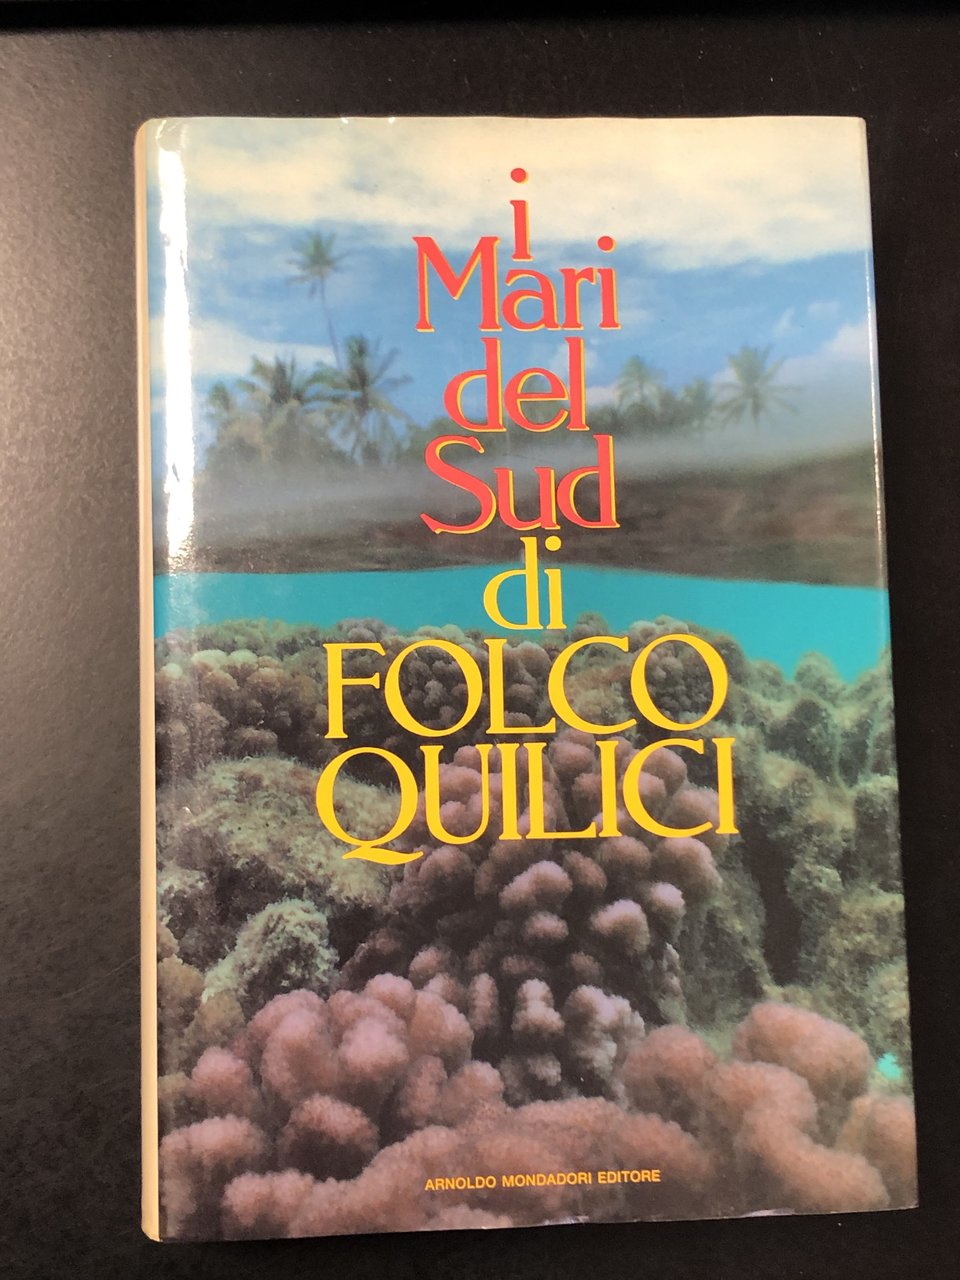 i
Mari
del
Sud
di
FOLCO
QUILICI
ARNOLDO MONDADORI EDITORE